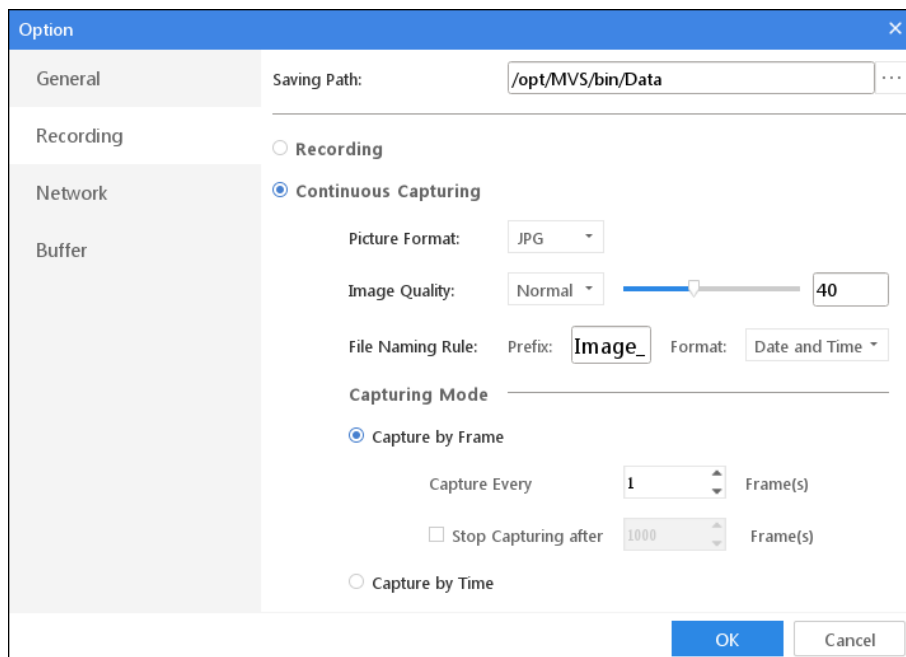 Option
General
Recording
Network
Buffer
Saving Path: /opt/MVS/bin/Data ...
Recording
Continuous Capturing
Picture Format: JPG
Image Quality: Normal 40
File Naming Rule: Prefix: Image_ Format: Date and Time
Capturing Mode
Capture by Frame
Capture Every 1 Frame(s)
Stop Capturing after 1000 Frame(s)
Capture by Time
OK Cancel